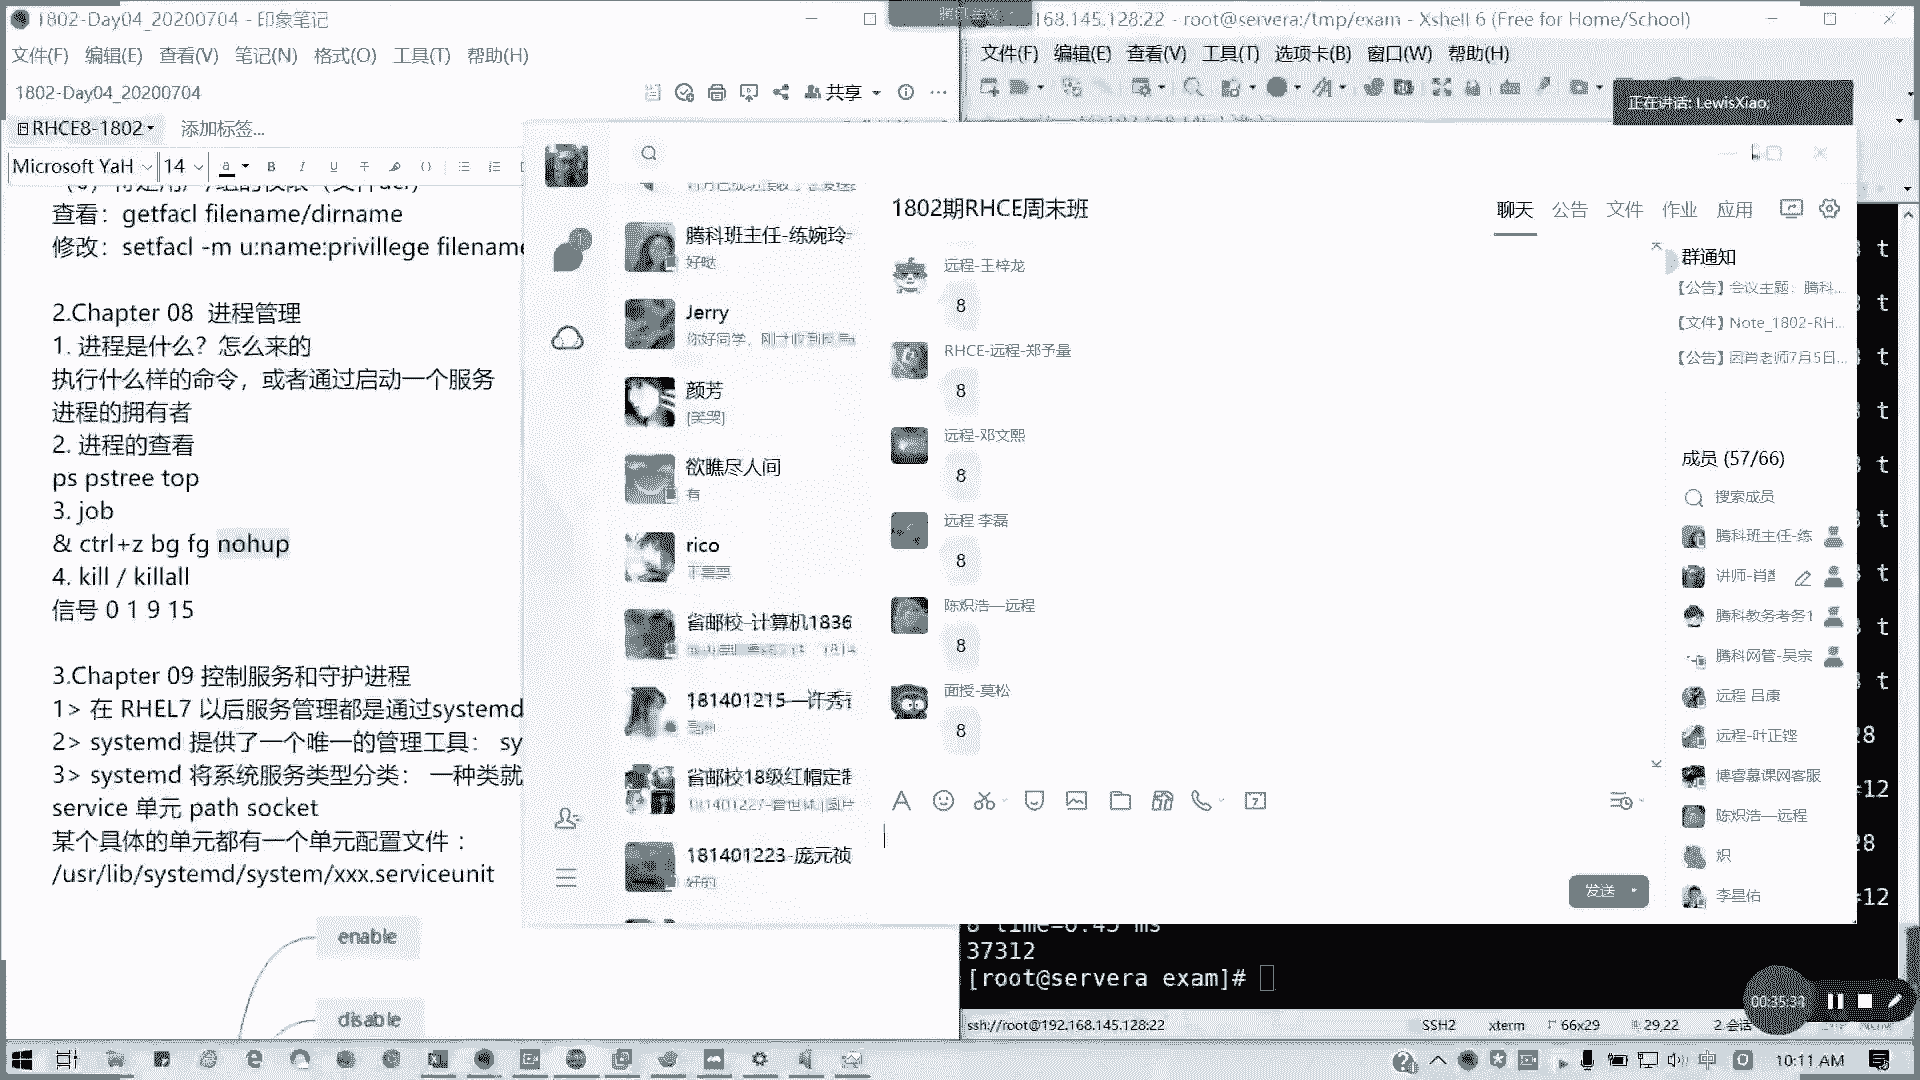 1802-Day04_20200704 - 印象笔记
文件(F) 编辑(E) 查看(V) 笔记(N) 格式(O) 工具(T) 帮助(H)
1802-Day04_20200704
共享
RHCE8-1802
添加标签...
Microsoft YaH 14
查看：getfacl filename/dirname
修改：setfacl -m u:name:privillege filename
2.Chapter 08 进程管理
1. 进程是什么？怎么来的
执行什么样的命令，或者通过启动一个服务
进程的拥有者
2. 进程的查看
ps pstree top
3. job
& ctrl+z bg fg nohup
4. kill / killall
信号 0 1 9 15
3.Chapter 09 控制服务和守护进程
1> 在 RHEL7 以后服务管理都是通过systemd
2> systemd 提供了一个唯一的管理工具： sy
3> systemd 将系统服务类型分类： 一种类就
service 单元 path socket
某个具体的单元都有一个单元配置文件：
/usr/lib/systemd/system/xxx.serviceunit
enable
disable
168.145.128:22 - root@servera:/tmp/exam - Xshell 6 (Free for Home/School)
文件(F) 编辑(E) 查看(V) 工具(T) 选项卡(B) 窗口(W) 帮助(H)
正在讲话: LewisXiao;
腾科班主任-练婉玲
好哒
Jerry
颜芳
[笑哭]
欲瞧尽人间
有
rico
不需要
省邮校-计算机1836
181401215—许秀
省邮校18级红帽定制
181401223-庞元祯
好的
1802期RHCE周末班
聊天 公告 文件 作业 应用
远程-王梓龙
8
RHCE-远程-郑予量
8
远程-邓文熙
8
远程 李磊
8
陈炽浩—远程
8
面授-莫松
8
发送
群通知
【公告】会议主题：腾科...
【文件】Note_1802-RH...
【公告】因肖老师7月5日...
成员 (57/66)
搜索成员
腾科班主任-练
讲师-肖
腾科教务考务1
腾科网管-吴宗
远程 吕康
远程-叶正铿
博睿慕课网客服
陈炽浩—远程
炽
李星佑
37312
[root@servera exam]#
00:35:33
ssh://root@192.168.145.128:22
SSH2 xterm 66x29 29,22 2 会话
中
10:11 AM